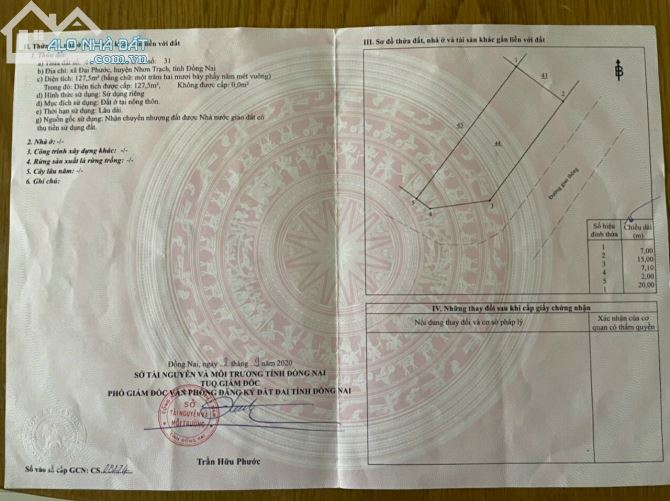 ALONHADAT
.COM.VN
II. Thửa
liền với đất
1. Thửa đất:
31
b) Địa chỉ: xã Đại Phước, huyện Nhơn Trạch, tỉnh Đồng Nai
c) Diện tích: 127,5m² (bằng chữ: một trăm hai mươi bảy phẩy năm mét vuông)
Trong đó: Diện tích được cấp: 127,5m², Không được cấp: 0,0m²
d) Hình thức sử dụng: Sử dụng riêng
đ) Mục đích sử dụng: Đất ở tại nông thôn.
e) Thời hạn sử dụng: Lâu dài.
g) Nguồn gốc sử dụng: Nhận chuyển nhượng đất được Nhà nước giao đất có
thu tiền sử dụng đất.
2. Nhà ở: -/-
3. Công trình xây dựng khác: -/-
4. Rừng sản xuất là rừng trồng: -/-
5. Cây lâu năm: -/-
6. Ghi chú:
Đồng Nai, ngày tháng 9 năm 2020
SỞ TÀI NGUYÊN VÀ MÔI TRƯỜNG TỈNH ĐỒNG NAI
TUQ.GIÁM ĐỐC
PHÓ GIÁM ĐỐC VĂN PHÒNG ĐĂNG KÝ ĐẤT ĐAI TỈNH ĐỒNG NAI
SỞ
TÀI NGUYÊN VÀ
MÔI TRƯỜNG
TỈNH ĐỒNG NAI
Trần Hữu Phước
Số vào sổ cấp GCN: CS.
III. Sơ đồ thửa đất, nhà ở và tài sản khác gắn liền với đất
B
1
43
2
45
44
3
4
5
Đường giao thông
Số hiệu đỉnh thửa Chiều dài (m)
1
7,00
2
15,00
3
7,10
4
2,00
5
20,00
1
IV. Những thay đổi sau khi cấp giấy chứng nhận
Nội dung thay đổi và cơ sở pháp lý
Xác nhận của cơ
quan có thẩm quyền